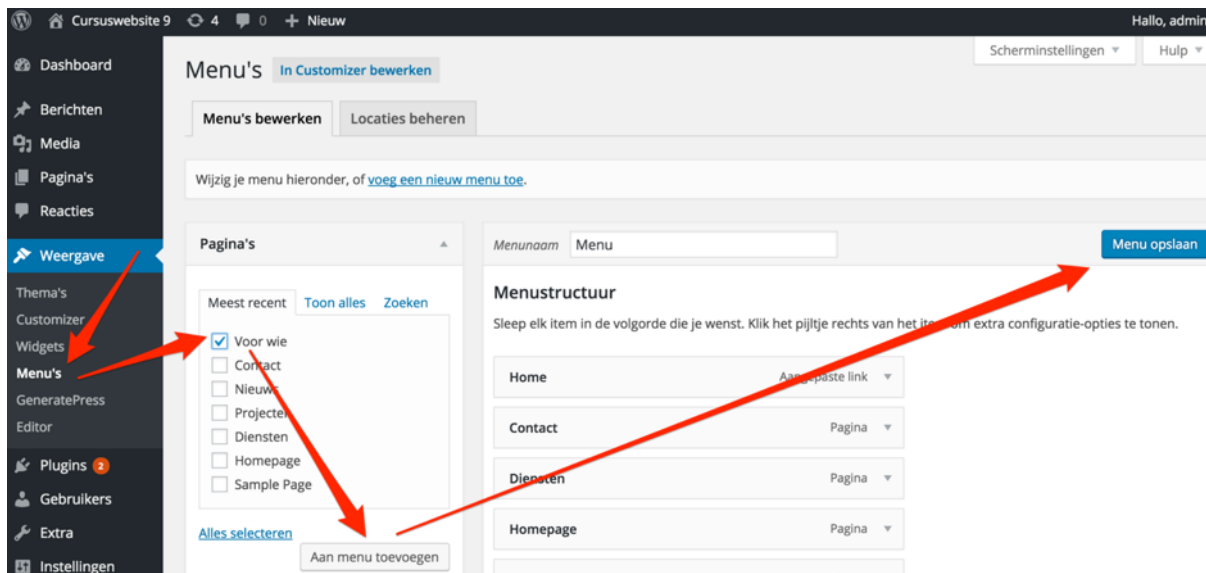 Cursuswebsite 9 4 0 + Nieuw Hallo, admin
Scherminstellingen Hulp
Dashboard
Berichten
Media
Pagina's
Reacties
Weergave
Thema's
Customizer
Widgets
Menu's
GeneratePress
Editor
Plugins 2
Gebruikers
Extra
Instellingen
Menu's In Customizer bewerken
Menu's bewerken Locaties beheren
Wijzig je menu hieronder, of voeg een nieuw menu toe.
Pagina's
Meest recent Toon alles Zoeken
Voor wie
Contact
Nieuws
Projecten
Diensten
Homepage
Sample Page
Alles selecteren
Aan menu toevoegen
Menunaam Menu Menu opslaan
Menustructuur
Sleep elk item in de volgorde die je wenst. Klik het pijltje rechts van het item om extra configuratie-opties te tonen.
Home Aangepaste link
Contact Pagina
Diensten Pagina
Homepage Pagina